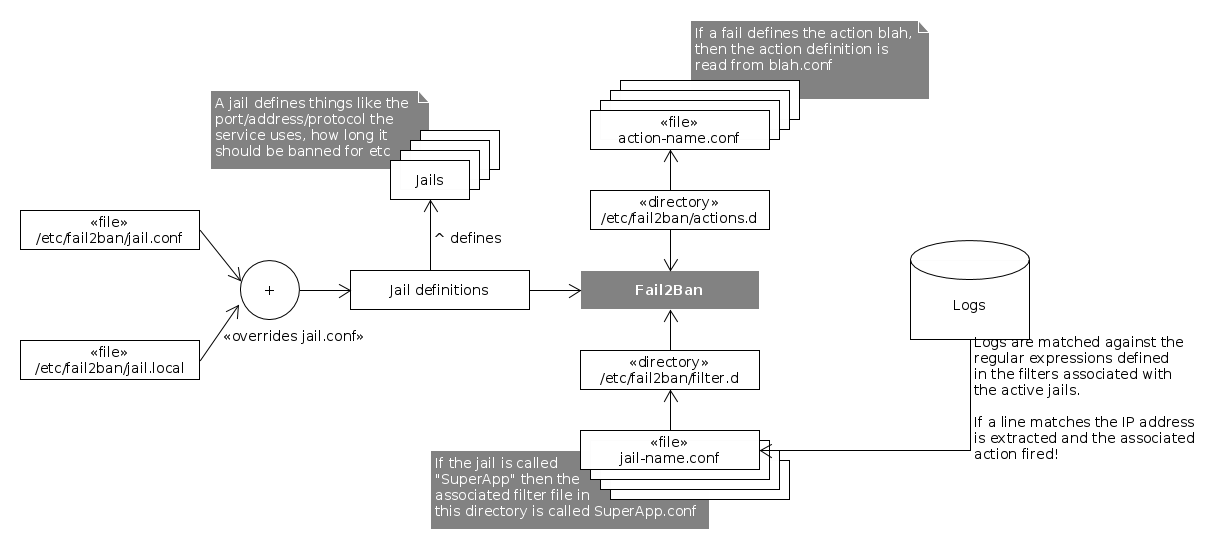 If a fail defines the action blah,
then the action definition is
read from blah.conf
A jail defines things like the
port/address/protocol the
service uses, how long it
should be banned for etc
«file»
action-name.conf
Jails
«directory»
/etc/fail2ban/actions.d
«file»
/etc/fail2ban/jail.conf
^ defines
+
Jail definitions
Fail2Ban
Logs
«overrides jail.conf»
«file»
/etc/fail2ban/jail.local
«directory»
/etc/fail2ban/filter.d
Logs are matched against the
regular expressions defined
in the filters associated with
the active jails.
If a line matches the IP address
is extracted and the associated
action fired!
«file»
jail-name.conf
If the jail is called
"SuperApp" then the
associated filter file in
this directory is called SuperApp.conf